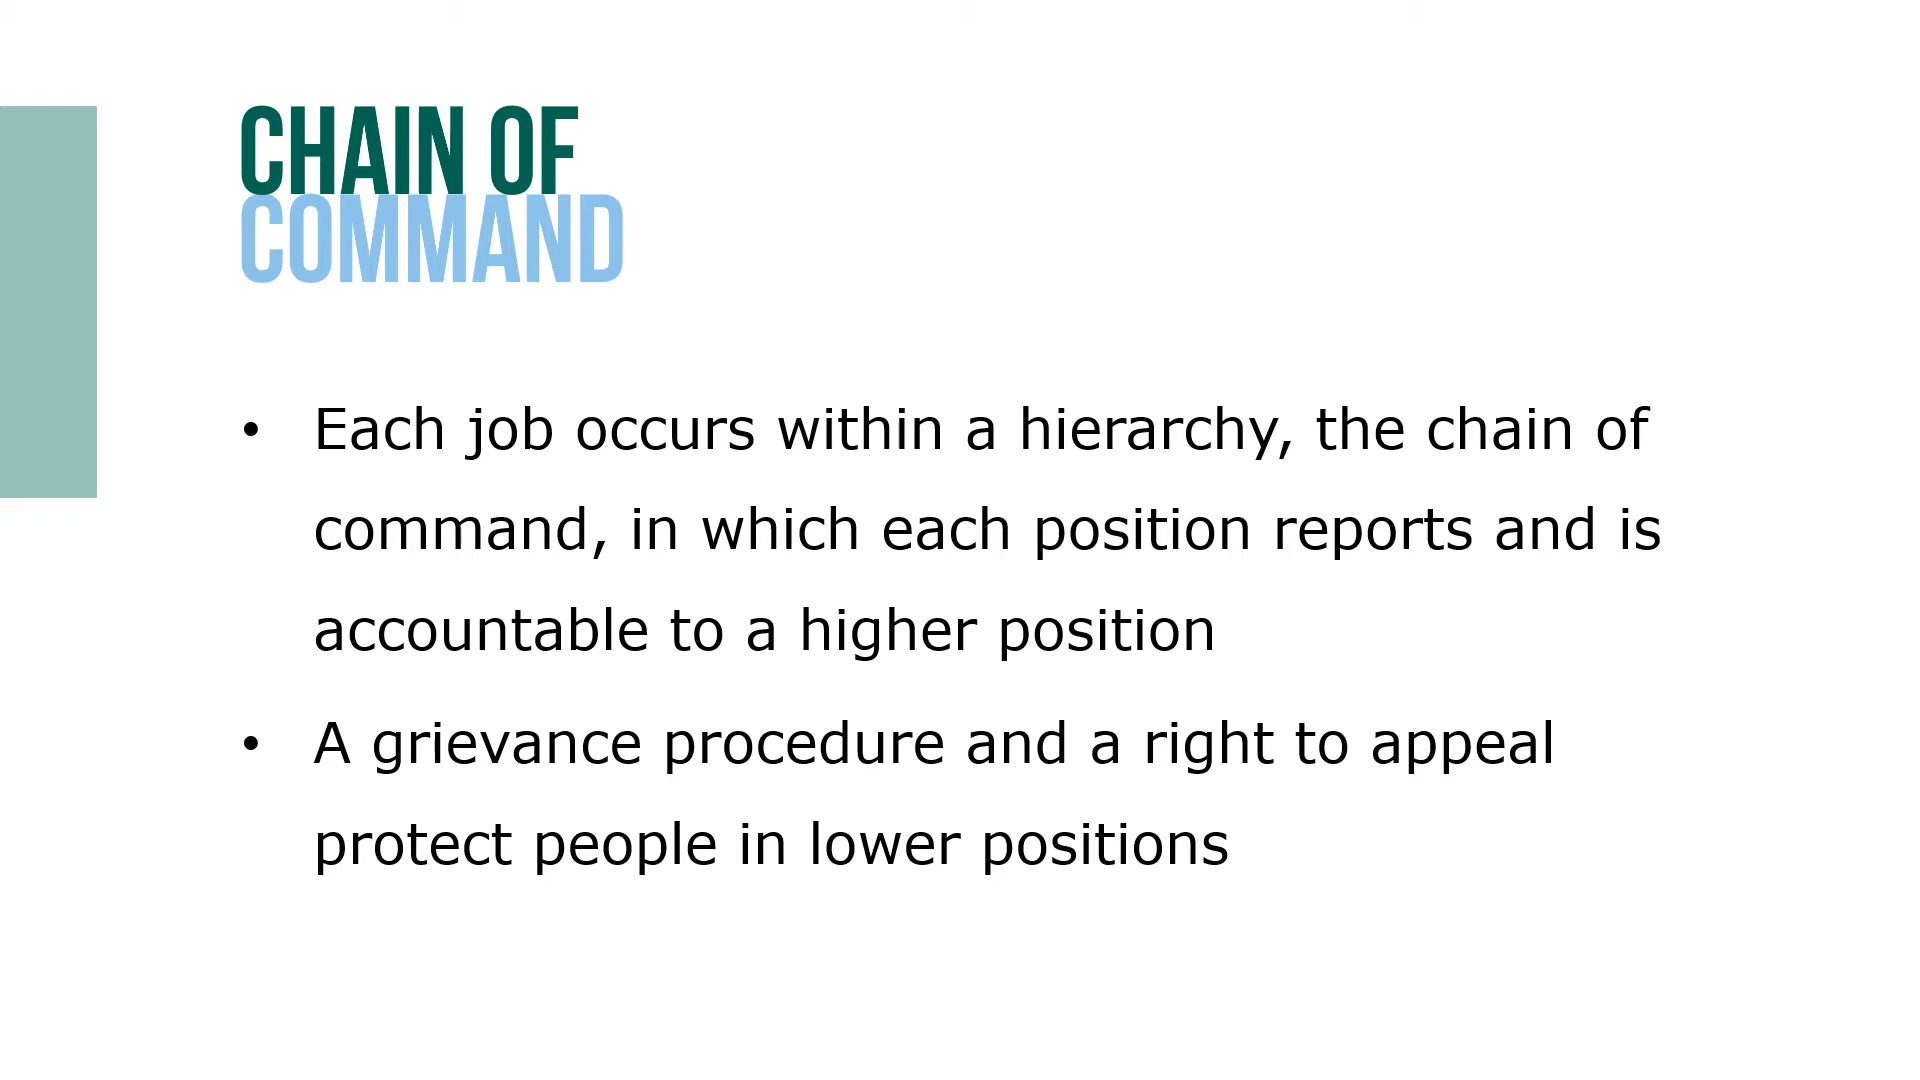 CHAIN OF
COMMAND
• Each job occurs within a hierarchy, the chain of
command, in which each position reports and is
accountable to a higher position
• A grievance procedure and a right to appeal
protect people in lower positions